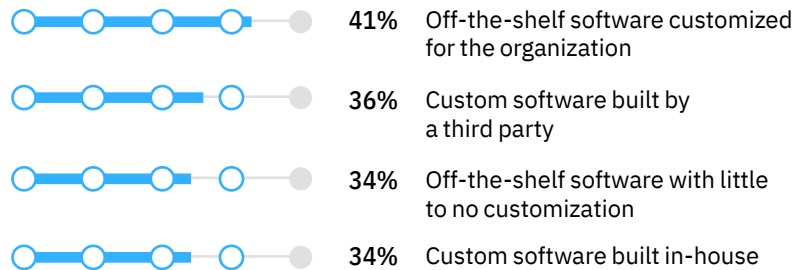 41% Off-the-shelf software customized
for the organization
36% Custom software built by
a third party
34% Off-the-shelf software with little
to no customization
34% Custom software built in-house